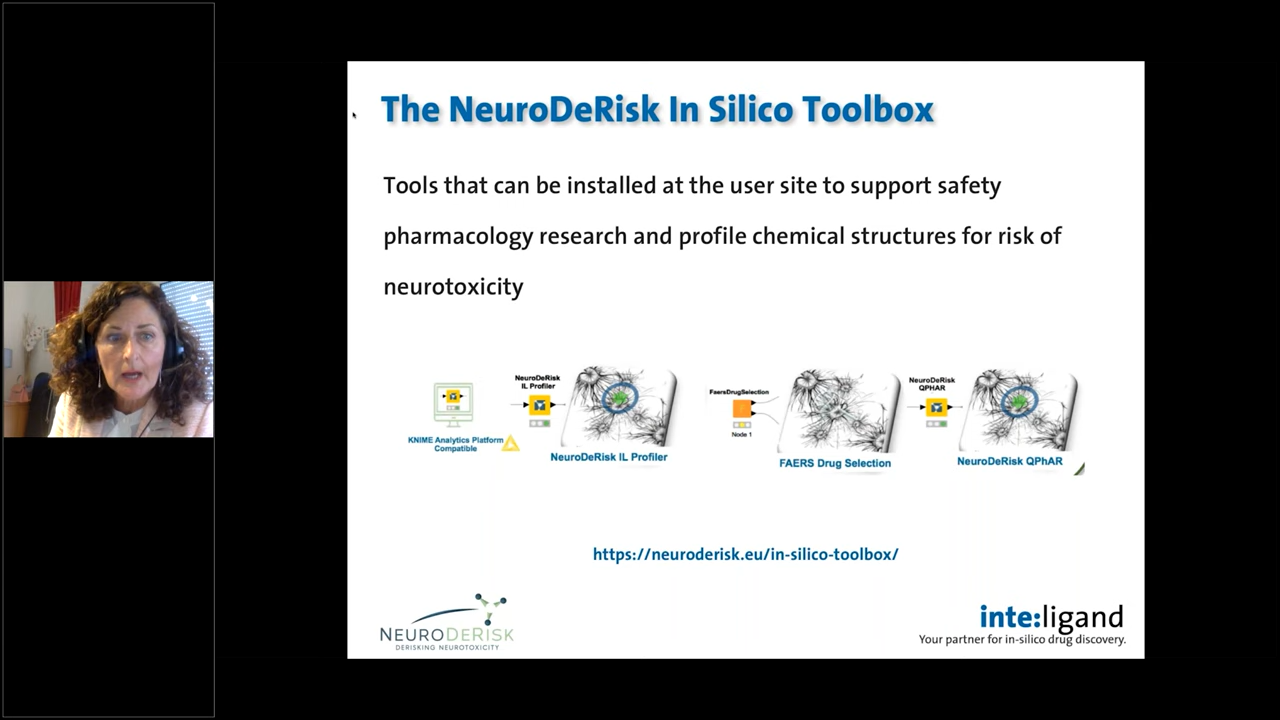 The NeuroDeRisk In Silico Toolbox
Tools that can be installed at the user site to support safety
pharmacology research and profile chemical structures for risk of
neurotoxicity
KNIME Analytics Platform
Compatible
NeuroDeRisk
IL Profiler
NeuroDeRisk IL Profiler
FaersDrugSelection
Node 1
FAERS Drug Selection
NeuroDeRisk
QPHAR
NeuroDeRisk QPhAR
https://neuroderisk.eu/in-silico-toolbox/
NEURODERISK
DERISKING NEUROTOXICITY
inte:ligand
Your partner for in-silico drug discovery.